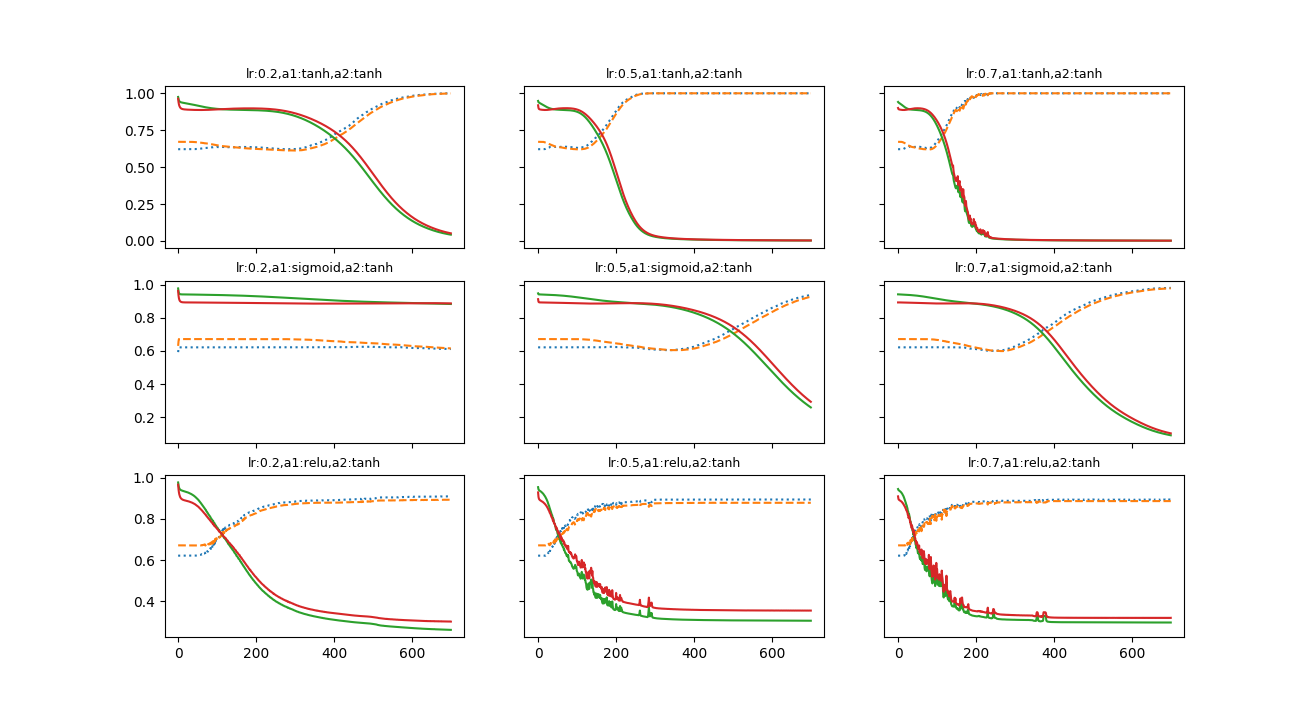 lr:0.2,a1:tanh,a2:tanh
lr:0.5,a1:tanh,a2:tanh
lr:0.7,a1:tanh,a2:tanh
1.00
0.75
0.50
0.25
0.00
lr:0.2,a1:sigmoid,a2:tanh
lr:0.5,a1:sigmoid,a2:tanh
lr:0.7,a1:sigmoid,a2:tanh
1.0
0.8
0.6
0.4
0.2
lr:0.2,a1:relu,a2:tanh
lr:0.5,a1:relu,a2:tanh
lr:0.7,a1:relu,a2:tanh
1.0
0.8
0.6
0.4
0 200 400 600
0 200 400 600
0 200 400 600